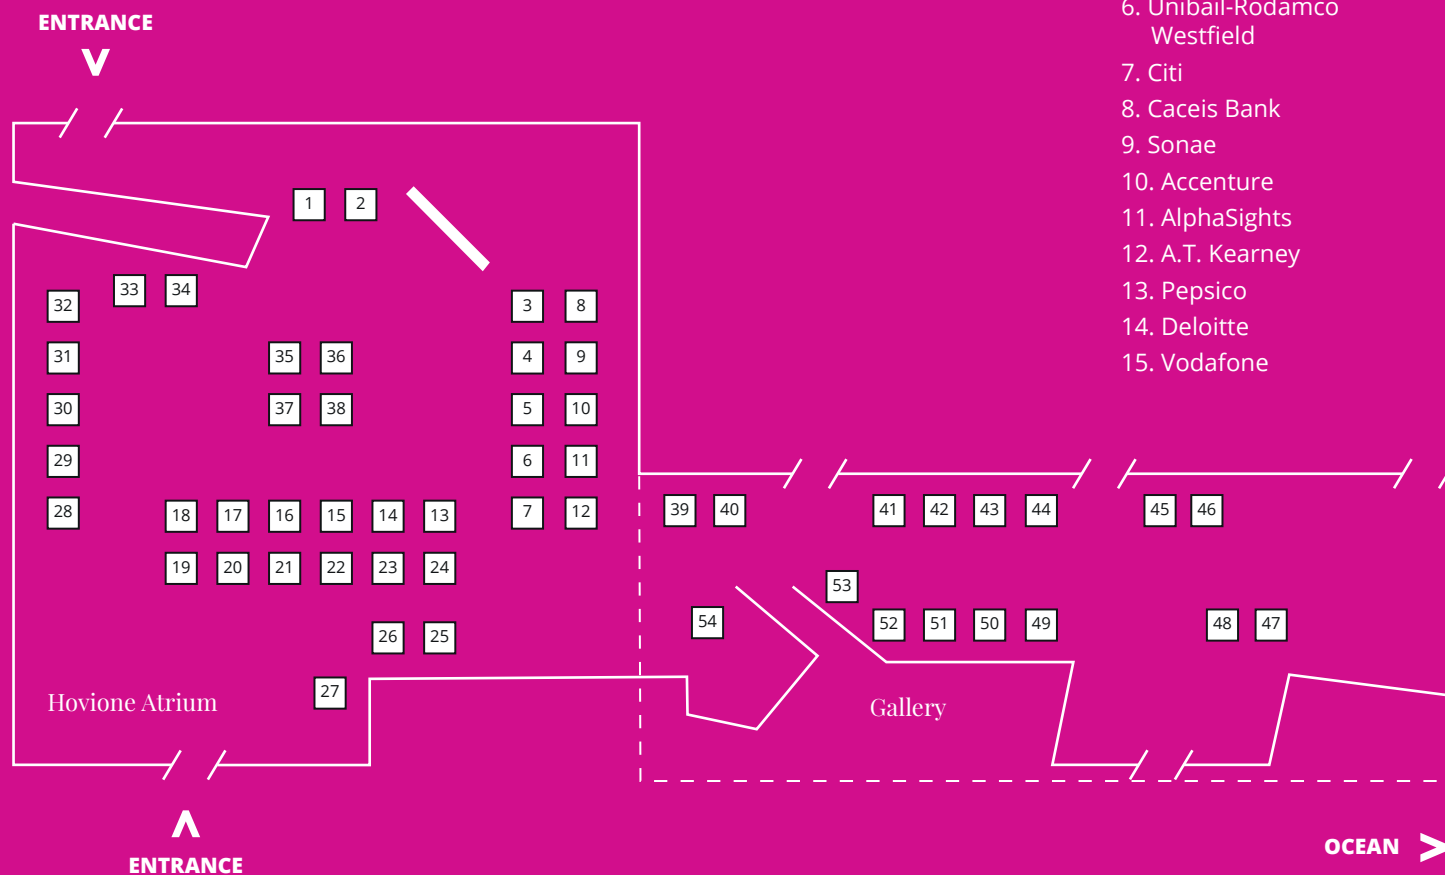 ENTRANCE
6. Unibail-Rodamco
Westfield
7. Citi
8. Caceis Bank
9. Sonae
10. Accenture
11. AlphaSights
12. A.T. Kearney
13. Pepsico
14. Deloitte
15. Vodafone
1 2
33 34
32 3 8
31 35 36 4 9
30 37 38 5 10
29 6 11
28 18 17 16 15 14 13 7 12
39 40 41 42 43 44 45 46
19 20 21 22 23 24
53
54 52 51 50 49 48 47
26 25
27
Hovione Atrium
Gallery
ENTRANCE
OCEAN